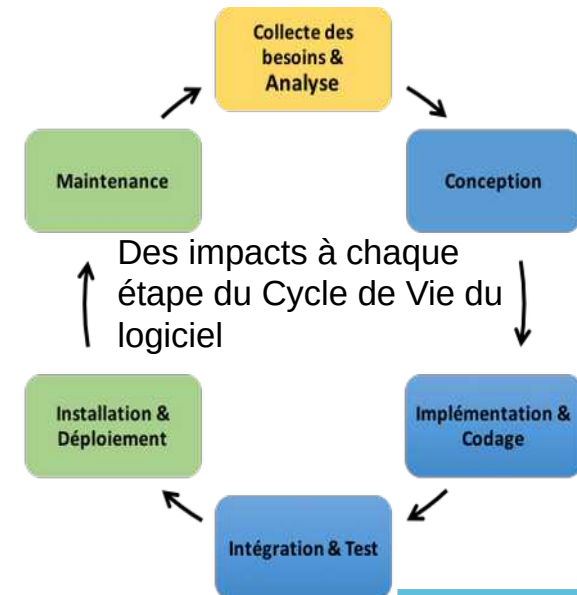 Collecte des
besoins &
Analyse
Conception
Implémentation &
Codage
Intégration & Test
Installation &
Déploiement
Maintenance
Des impacts à chaque
étape du Cycle de Vie du
logiciel